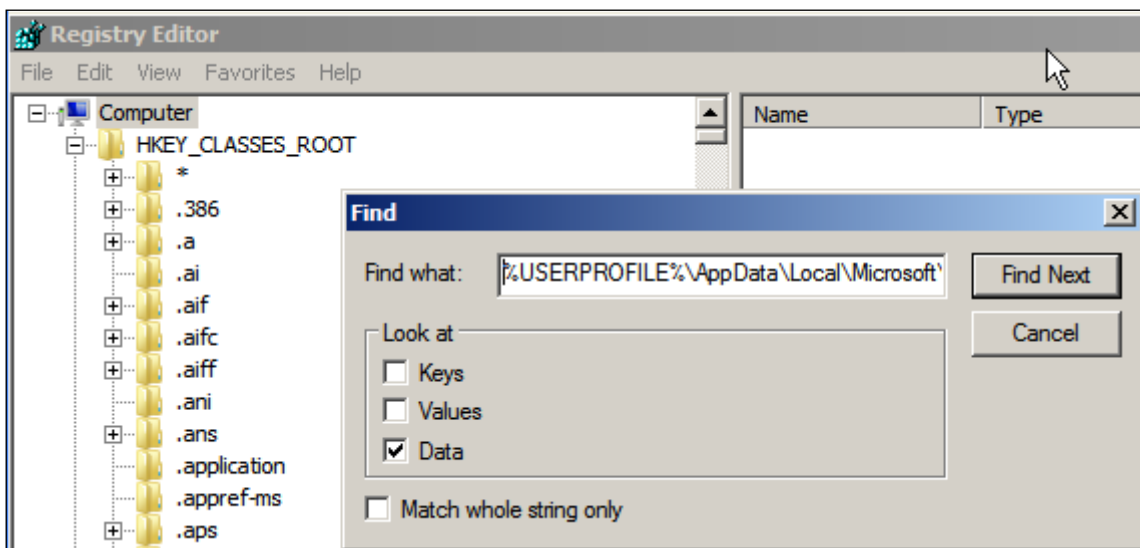 Registry Editor
File Edit View Favorites Help
Computer
HKEY_CLASSES_ROOT
*
.386
.a
.ai
.aif
.aifc
.aiff
.ani
.ans
.application
.appref-ms
.aps
Name Type
Find
Find what: %USERPROFILE%\AppData\Local\Microsoft\
Find Next
Cancel
Look at
Keys
Values
Data
Match whole string only